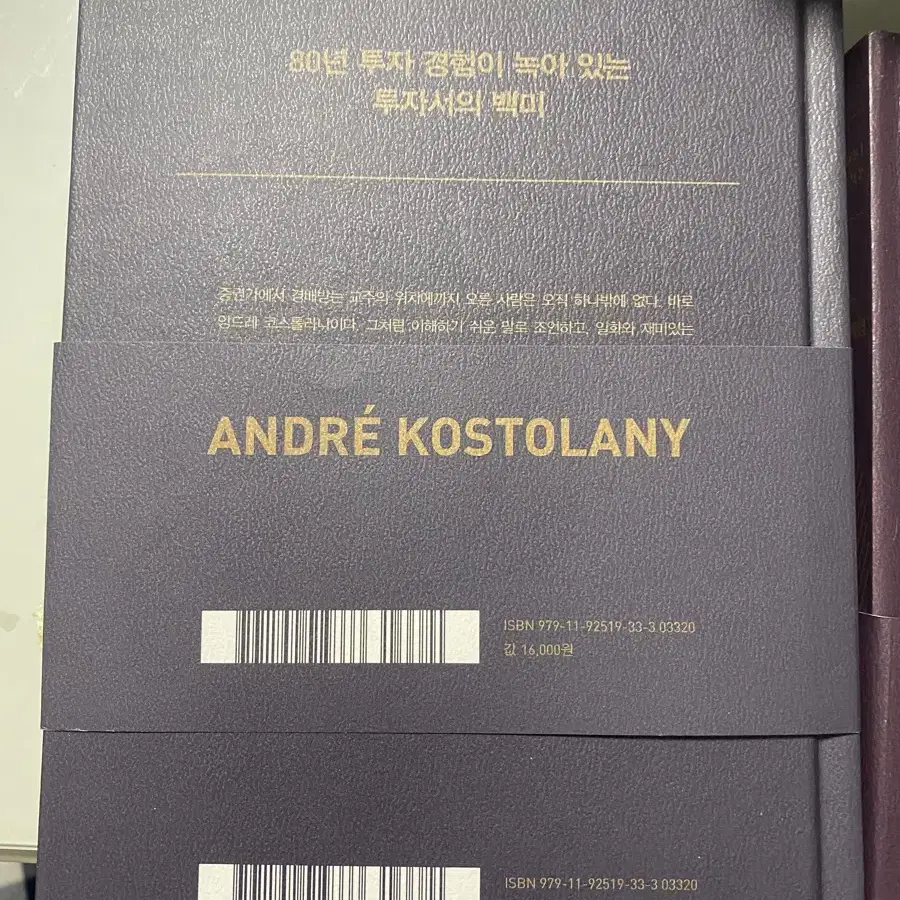 80년 투자 경험이 녹아 있는
투자서의 백미
증권가에서 경배받는 교주의 위치에까지 오른 사람은 오직 하나밖에 없다. 바로
앙드레 코스톨라니이다. 그처럼 이해하기 쉬운 말로 조언하고, 일화와 재미있는
ANDRÉ KOSTOLANY
ISBN 979-11-92519-33-3 03320
값 16,000원
ISBN 979-11-92519-33-3 03320